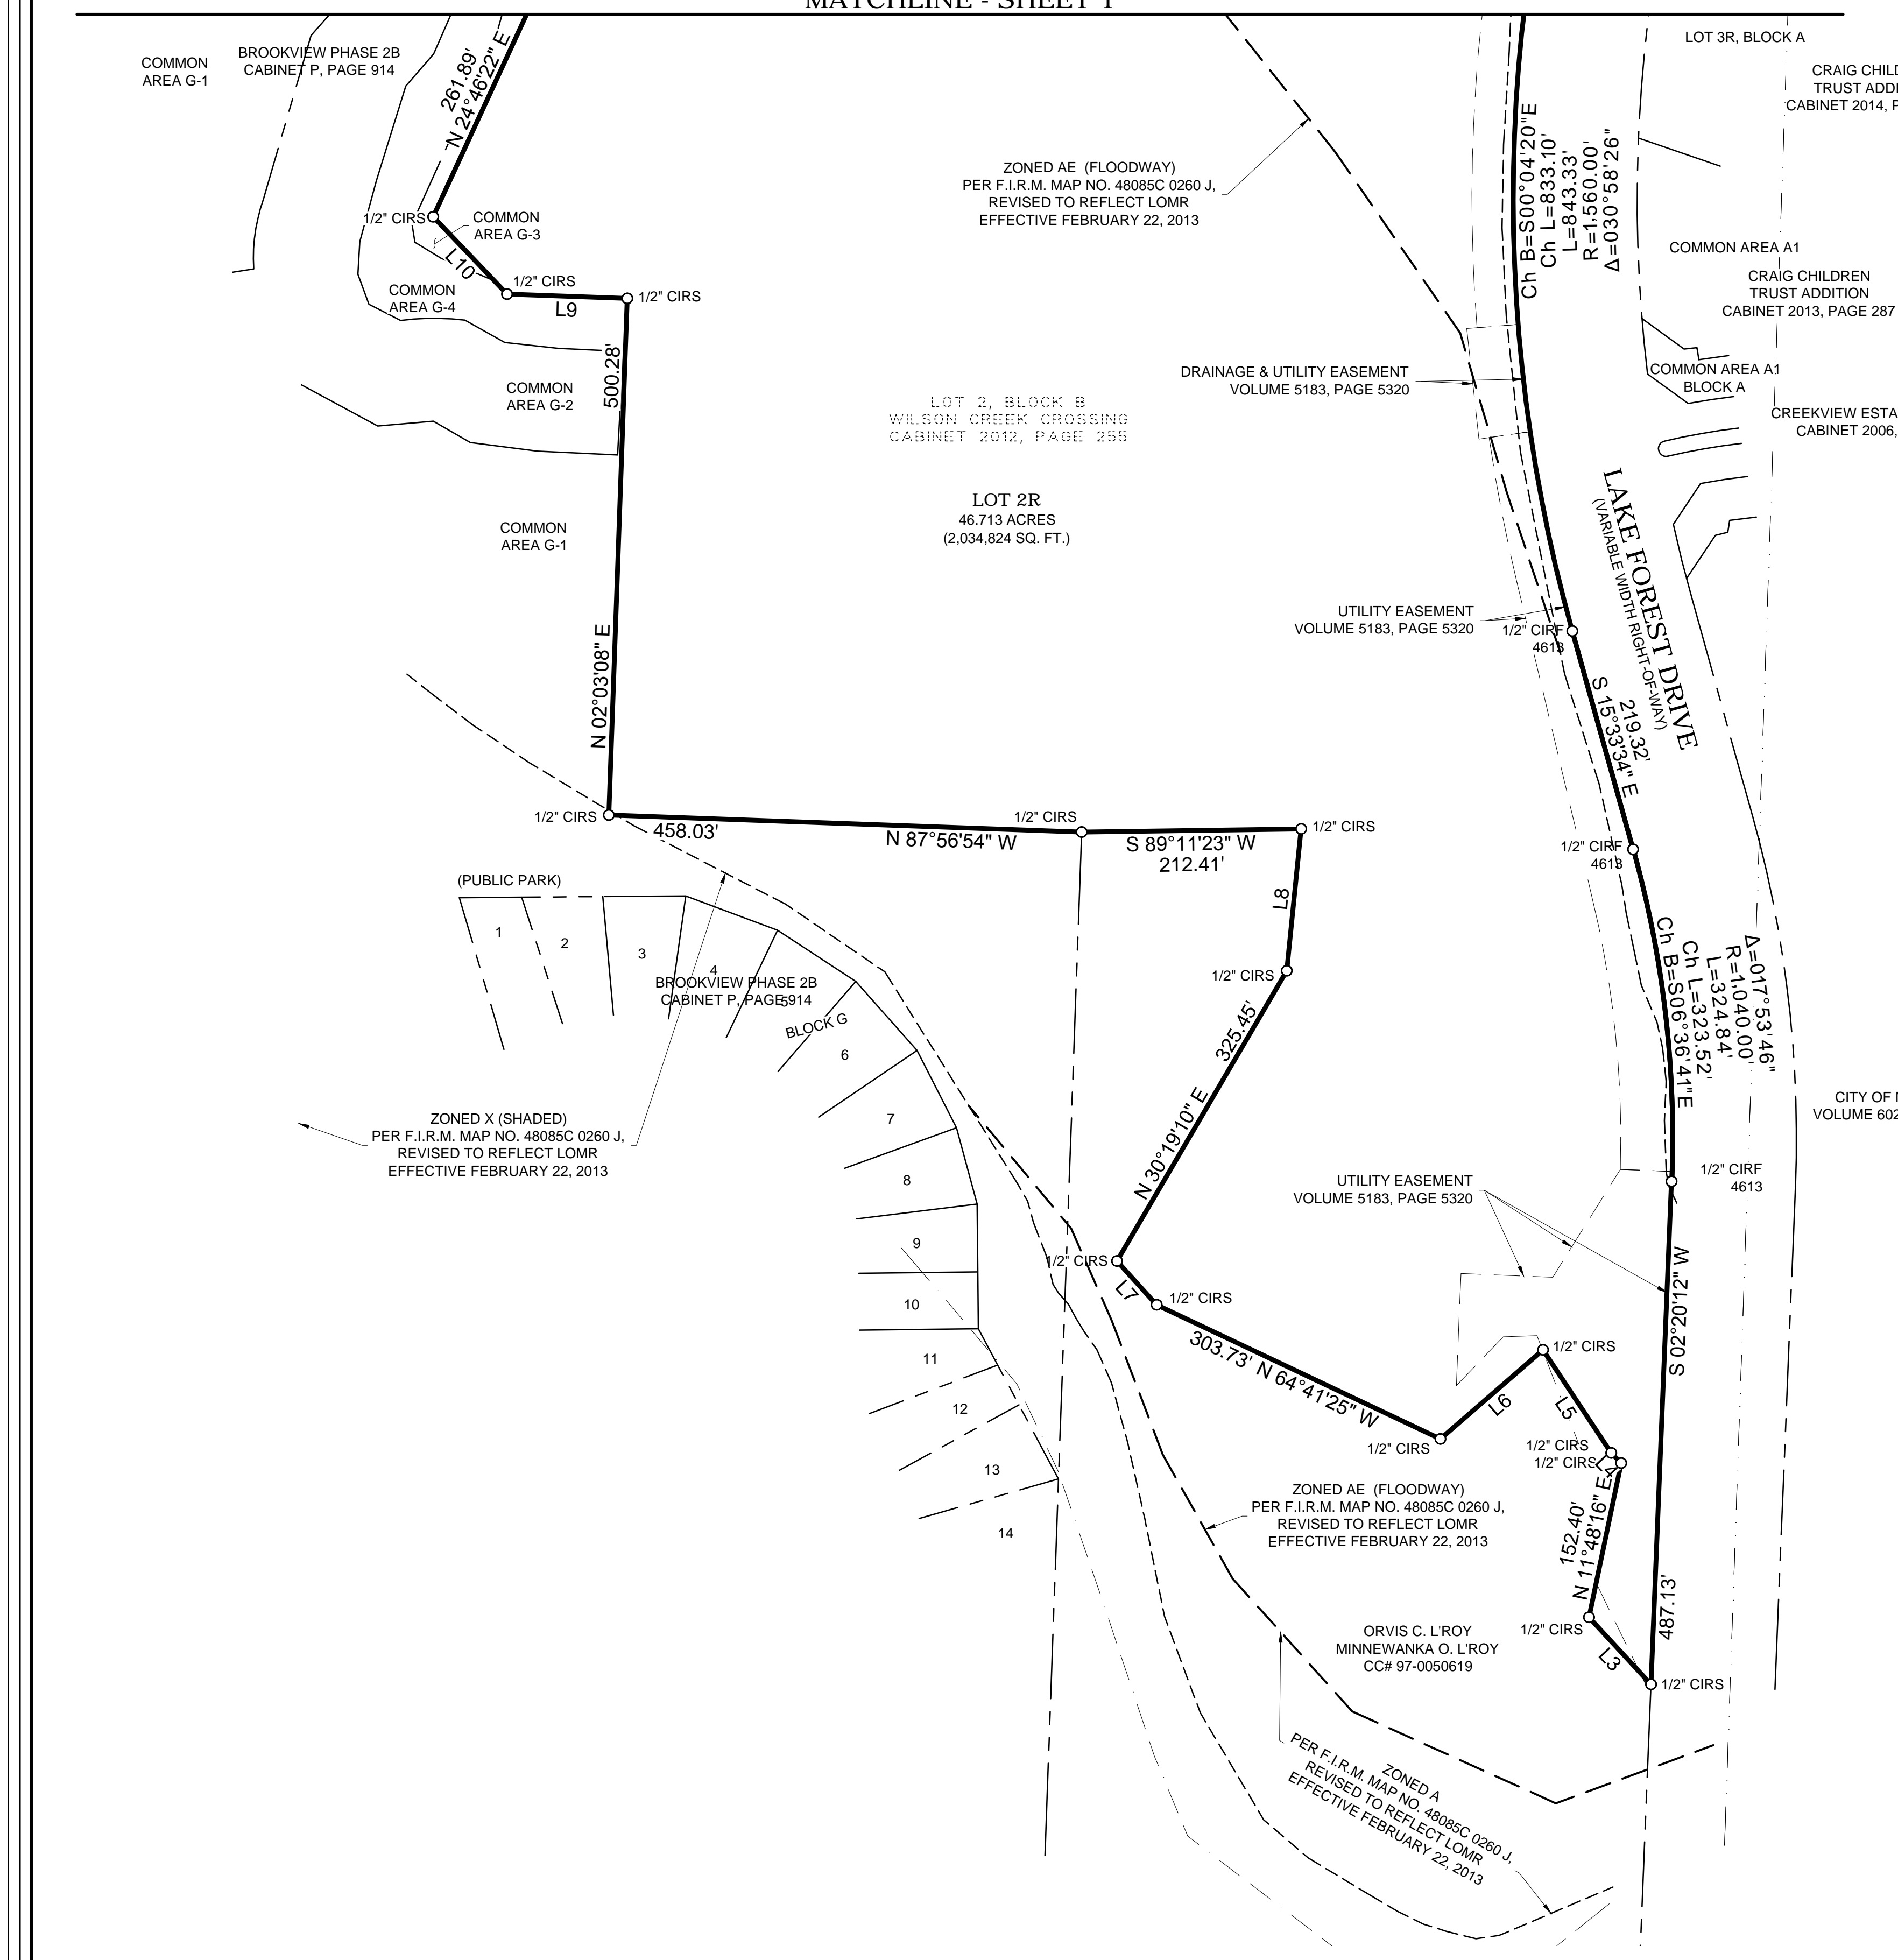 MATCHLINE - SHEET 1
COMMON
AREA G-1
BROOKVIEW PHASE 2B
CABINET P, PAGE 914
261.89'
N 24°46'22" E
1/2" CIRS
COMMON
AREA G-3
L10
1/2" CIRS
L9
1/2" CIRS
COMMON
AREA G-4
500.28'
COMMON
AREA G-2
COMMON
AREA G-1
N 02°03'08" E
ZONED AE (FLOODWAY)
PER F.I.R.M. MAP NO. 48085C 0260 J,
REVISED TO REFLECT LOMR
EFFECTIVE FEBRUARY 22, 2013
LOT 2, BLOCK B
WILSON CREEK CROSSING
CABINET 2012, PAGE 255
LOT 2R
46.713 ACRES
(2,034,824 SQ. FT.)
DRAINAGE & UTILITY EASEMENT
VOLUME 5183, PAGE 5320
Ch B=S00°04'20"E
Ch L=833.10'
L=843.33'
R=1,560.00'
Δ=030°58'26"
LOT 3R, BLOCK A
CRAIG CHILD
TRUST ADDI
CABINET 2014, P
COMMON AREA A1
CRAIG CHILDREN
TRUST ADDITION
CABINET 2013, PAGE 287
COMMON AREA A1
BLOCK A
CREEKVIEW ESTA
CABINET 2006,
LAKE FOREST DRIVE
(VARIABLE WIDTH RIGHT-OF-WAY)
UTILITY EASEMENT
VOLUME 5183, PAGE 5320
1/2" CIRF
4613
219.32'
S 15°33'34" E
1/2" CIRF
4613
1/2" CIRS
458.03'
N 87°56'54" W
1/2" CIRS
S 89°11'23" W
212.41'
1/2" CIRS
L8
1/2" CIRS
325.45'
N 30°19'10" E
(PUBLIC PARK)
1
2
3
4
BROOKVIEW PHASE 2B
CABINET P, PAGE 914
5
BLOCK G
6
7
8
9
10
11
12
13
14
ZONED X (SHADED)
PER F.I.R.M. MAP NO. 48085C 0260 J,
REVISED TO REFLECT LOMR
EFFECTIVE FEBRUARY 22, 2013
Δ=017°53'46"
R=1,040.00'
L=324.84'
Ch L=323.52'
Ch B=S06°36'41"E
CITY OF
VOLUME 602
1/2" CIRF
4613
UTILITY EASEMENT
VOLUME 5183, PAGE 5320
S 02°20'12" W
487.13'
1/2" CIRS
L7
1/2" CIRS
303.73' N 64°41'25" W
1/2" CIRS
L6
1/2" CIRS
L5
1/2" CIRS
1/2" CIRS
L4
152.40'
N 11°48'16" E
1/2" CIRS
L3
1/2" CIRS
ZONED AE (FLOODWAY)
PER F.I.R.M. MAP NO. 48085C 0260 J,
REVISED TO REFLECT LOMR
EFFECTIVE FEBRUARY 22, 2013
ORVIS C. L'ROY
MINNEWANKA O. L'ROY
CC# 97-0050619
ZONED A
PER F.I.R.M. MAP NO. 48085C 0260 J,
REVISED TO REFLECT LOMR
EFFECTIVE FEBRUARY 22, 2013